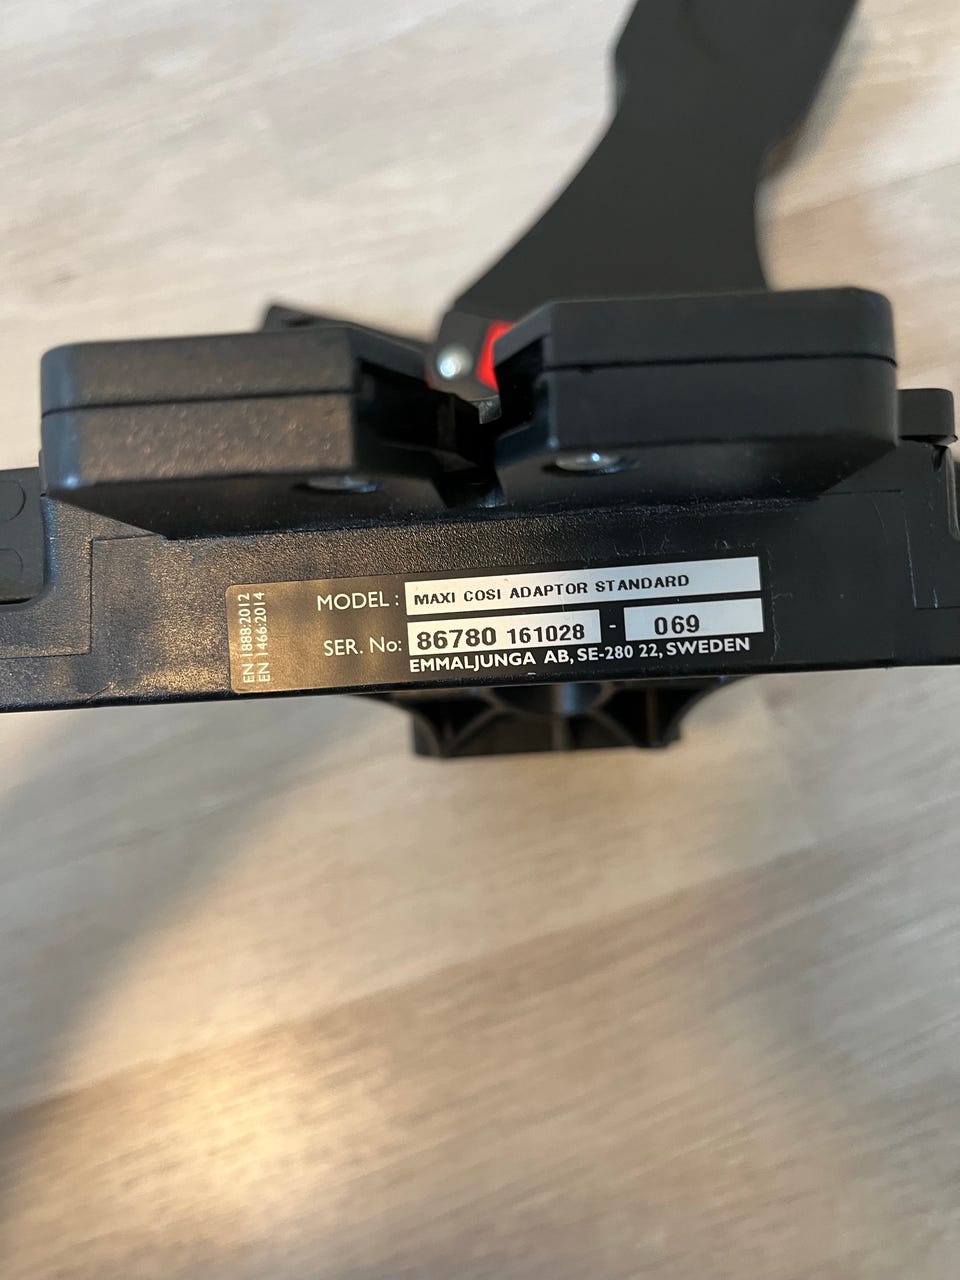 MODEL : MAXI COSI ADAPTOR STANDARD
SER. No: 86780 161028 - 069
EMMALJUNGA AB, SE-280 22, SWEDEN
EN 1888:2012
EN 1466:2014